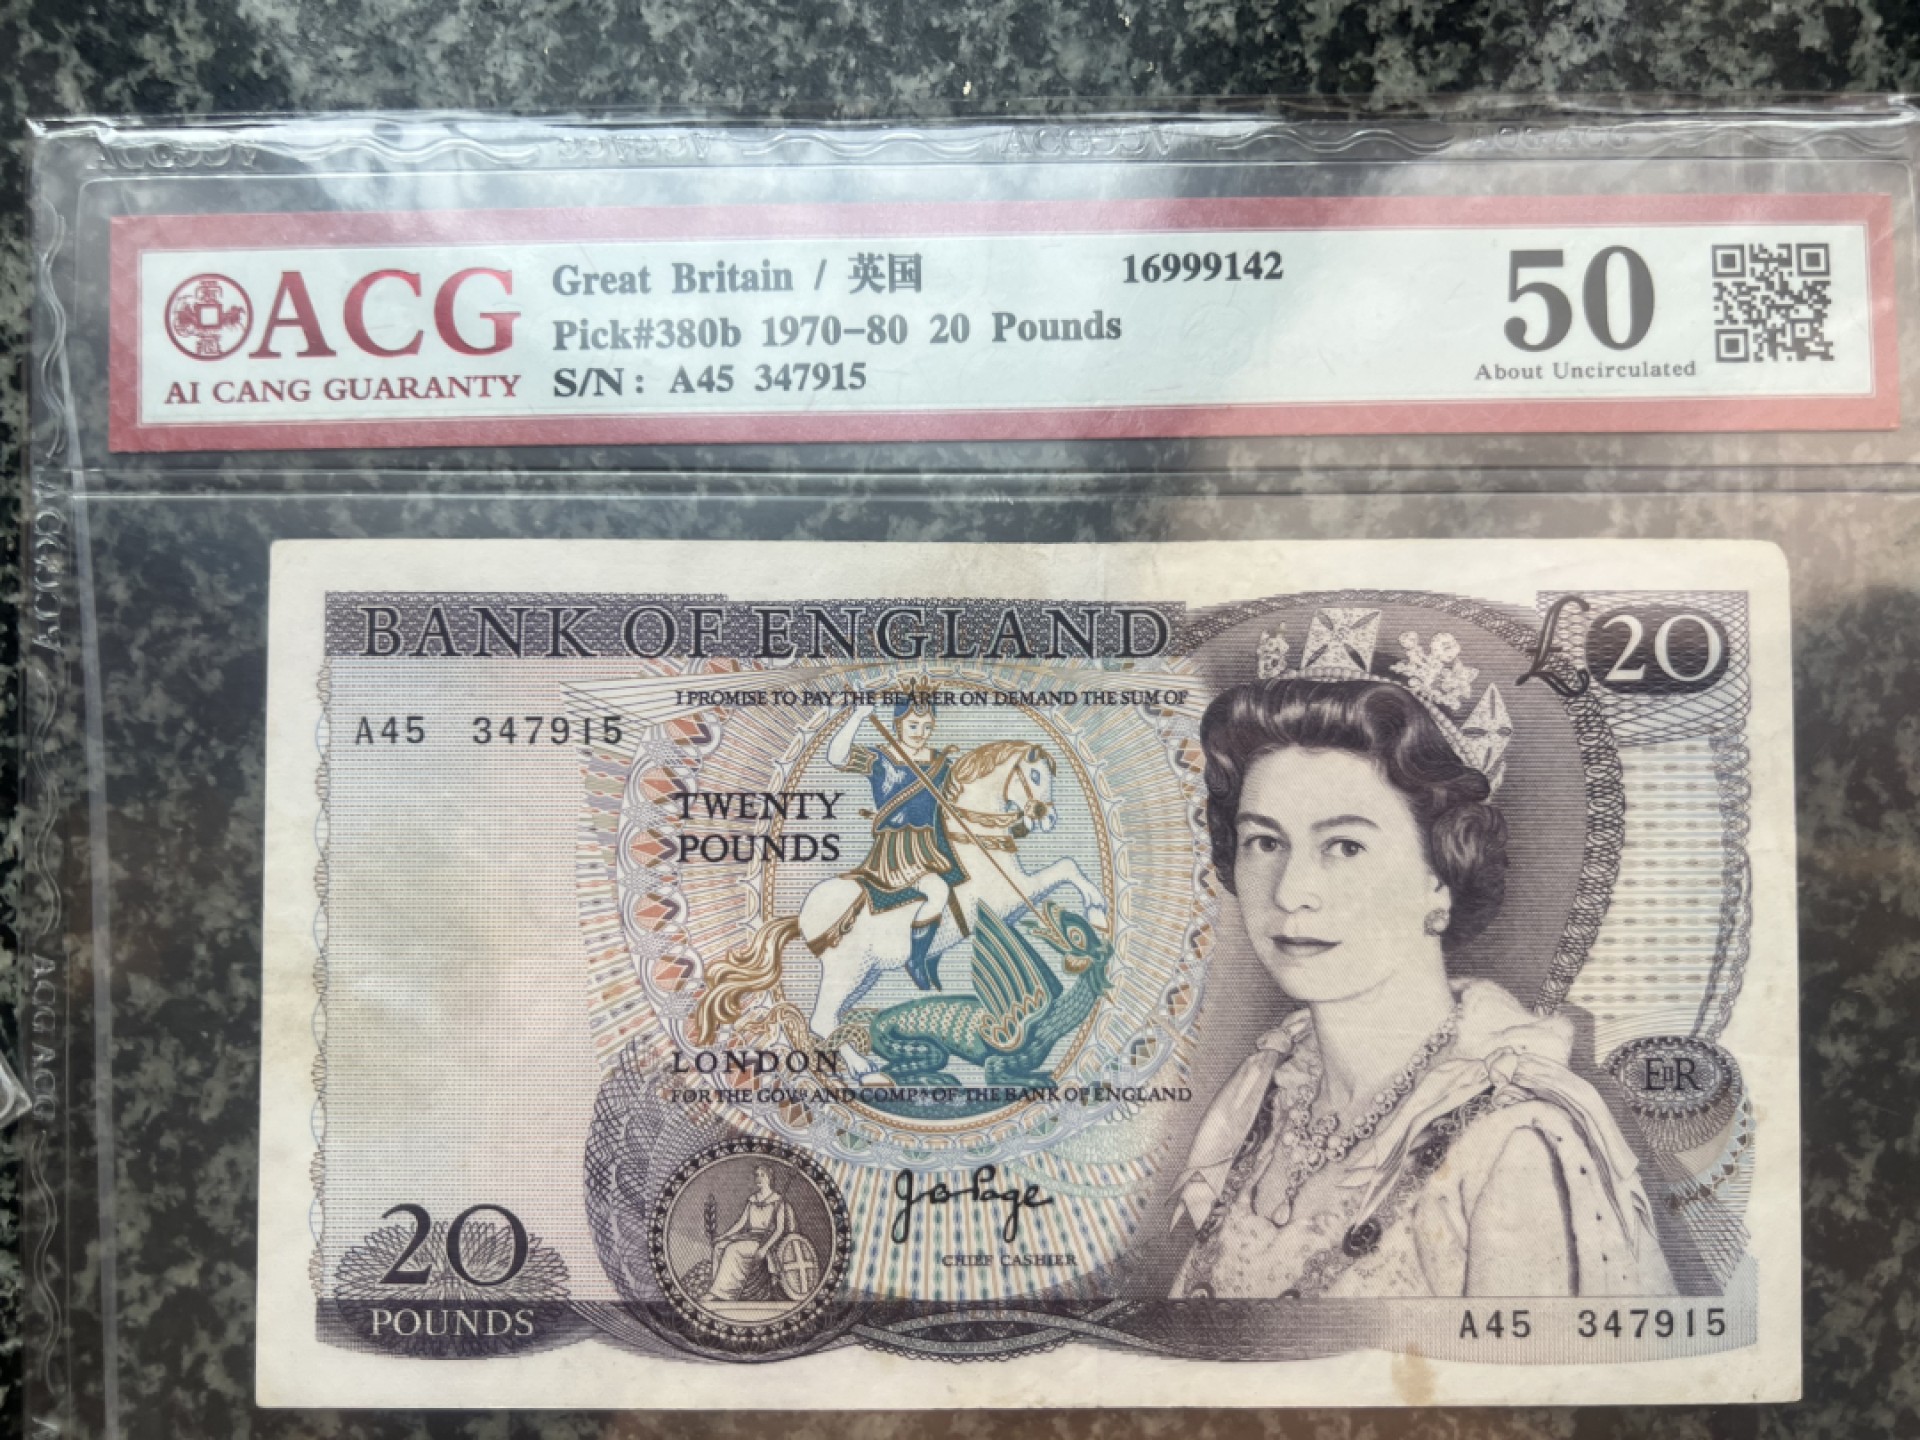 ACG
AI CANG GUARANTY
Great Britain / 英国
Pick#380b 1970-80 20 Pounds
S/N: A45 347915
16999142
50
About Uncirculated
BANK OF ENGLAND
£20
I PROMISE TO PAY THE BEARER ON DEMAND THE SUM OF
A45 347915
TWENTY
POUNDS
LONDON
FOR THE GOVR AND COMPA OF THE BANK OF ENGLAND
EIIR
J B Page
CHIEF CASHIER
20
POUNDS
A45 347915